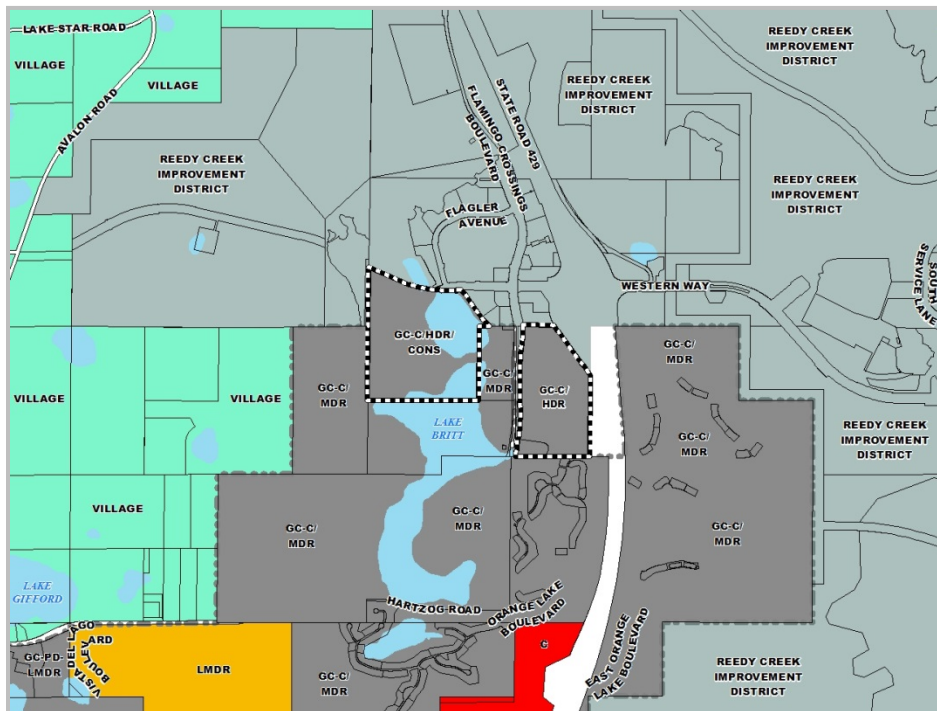 LAKE STAR ROAD
VILLAGE
VILLAGE
AVALON ROAD
REEDY CREEK
IMPROVEMENT
DISTRICT
REEDY CREEK
IMPROVEMENT
DISTRICT
REEDY CREEK
IMPROVEMENT
DISTRICT
STATE ROAD 429
FLAMINGO CROSSINGS
BOULEVARD
REEDY CREEK
IMPROVEMENT
DISTRICT
FLAGLER
AVENUE
SOUTH
SERVICE LANE
WESTERN WAY
GC-C/HDR/
CONS
GC-C/
MDR
GC-C/
MDR
GC-C/
HDR
GC-C/
MDR
VILLAGE
VILLAGE
LAKE
BRITT
GC-C/
MDR
REEDY CREEK
IMPROVEMENT
DISTRICT
VILLAGE
GC-C/
MDR
GC-C/
MDR
GC-C/
MDR
LAKE
GIFFORD
HARTZOG ROAD
ORANGE LAKE
BOULEVARD
VISTA DEL LAGO
BOULEV
ARD
GC-PD-
LMDR
LMDR
GC-C/
MDR
C
EAST ORANGE
LAKE BOULEVARD
REEDY CREEK
IMPROVEMENT
DISTRICT